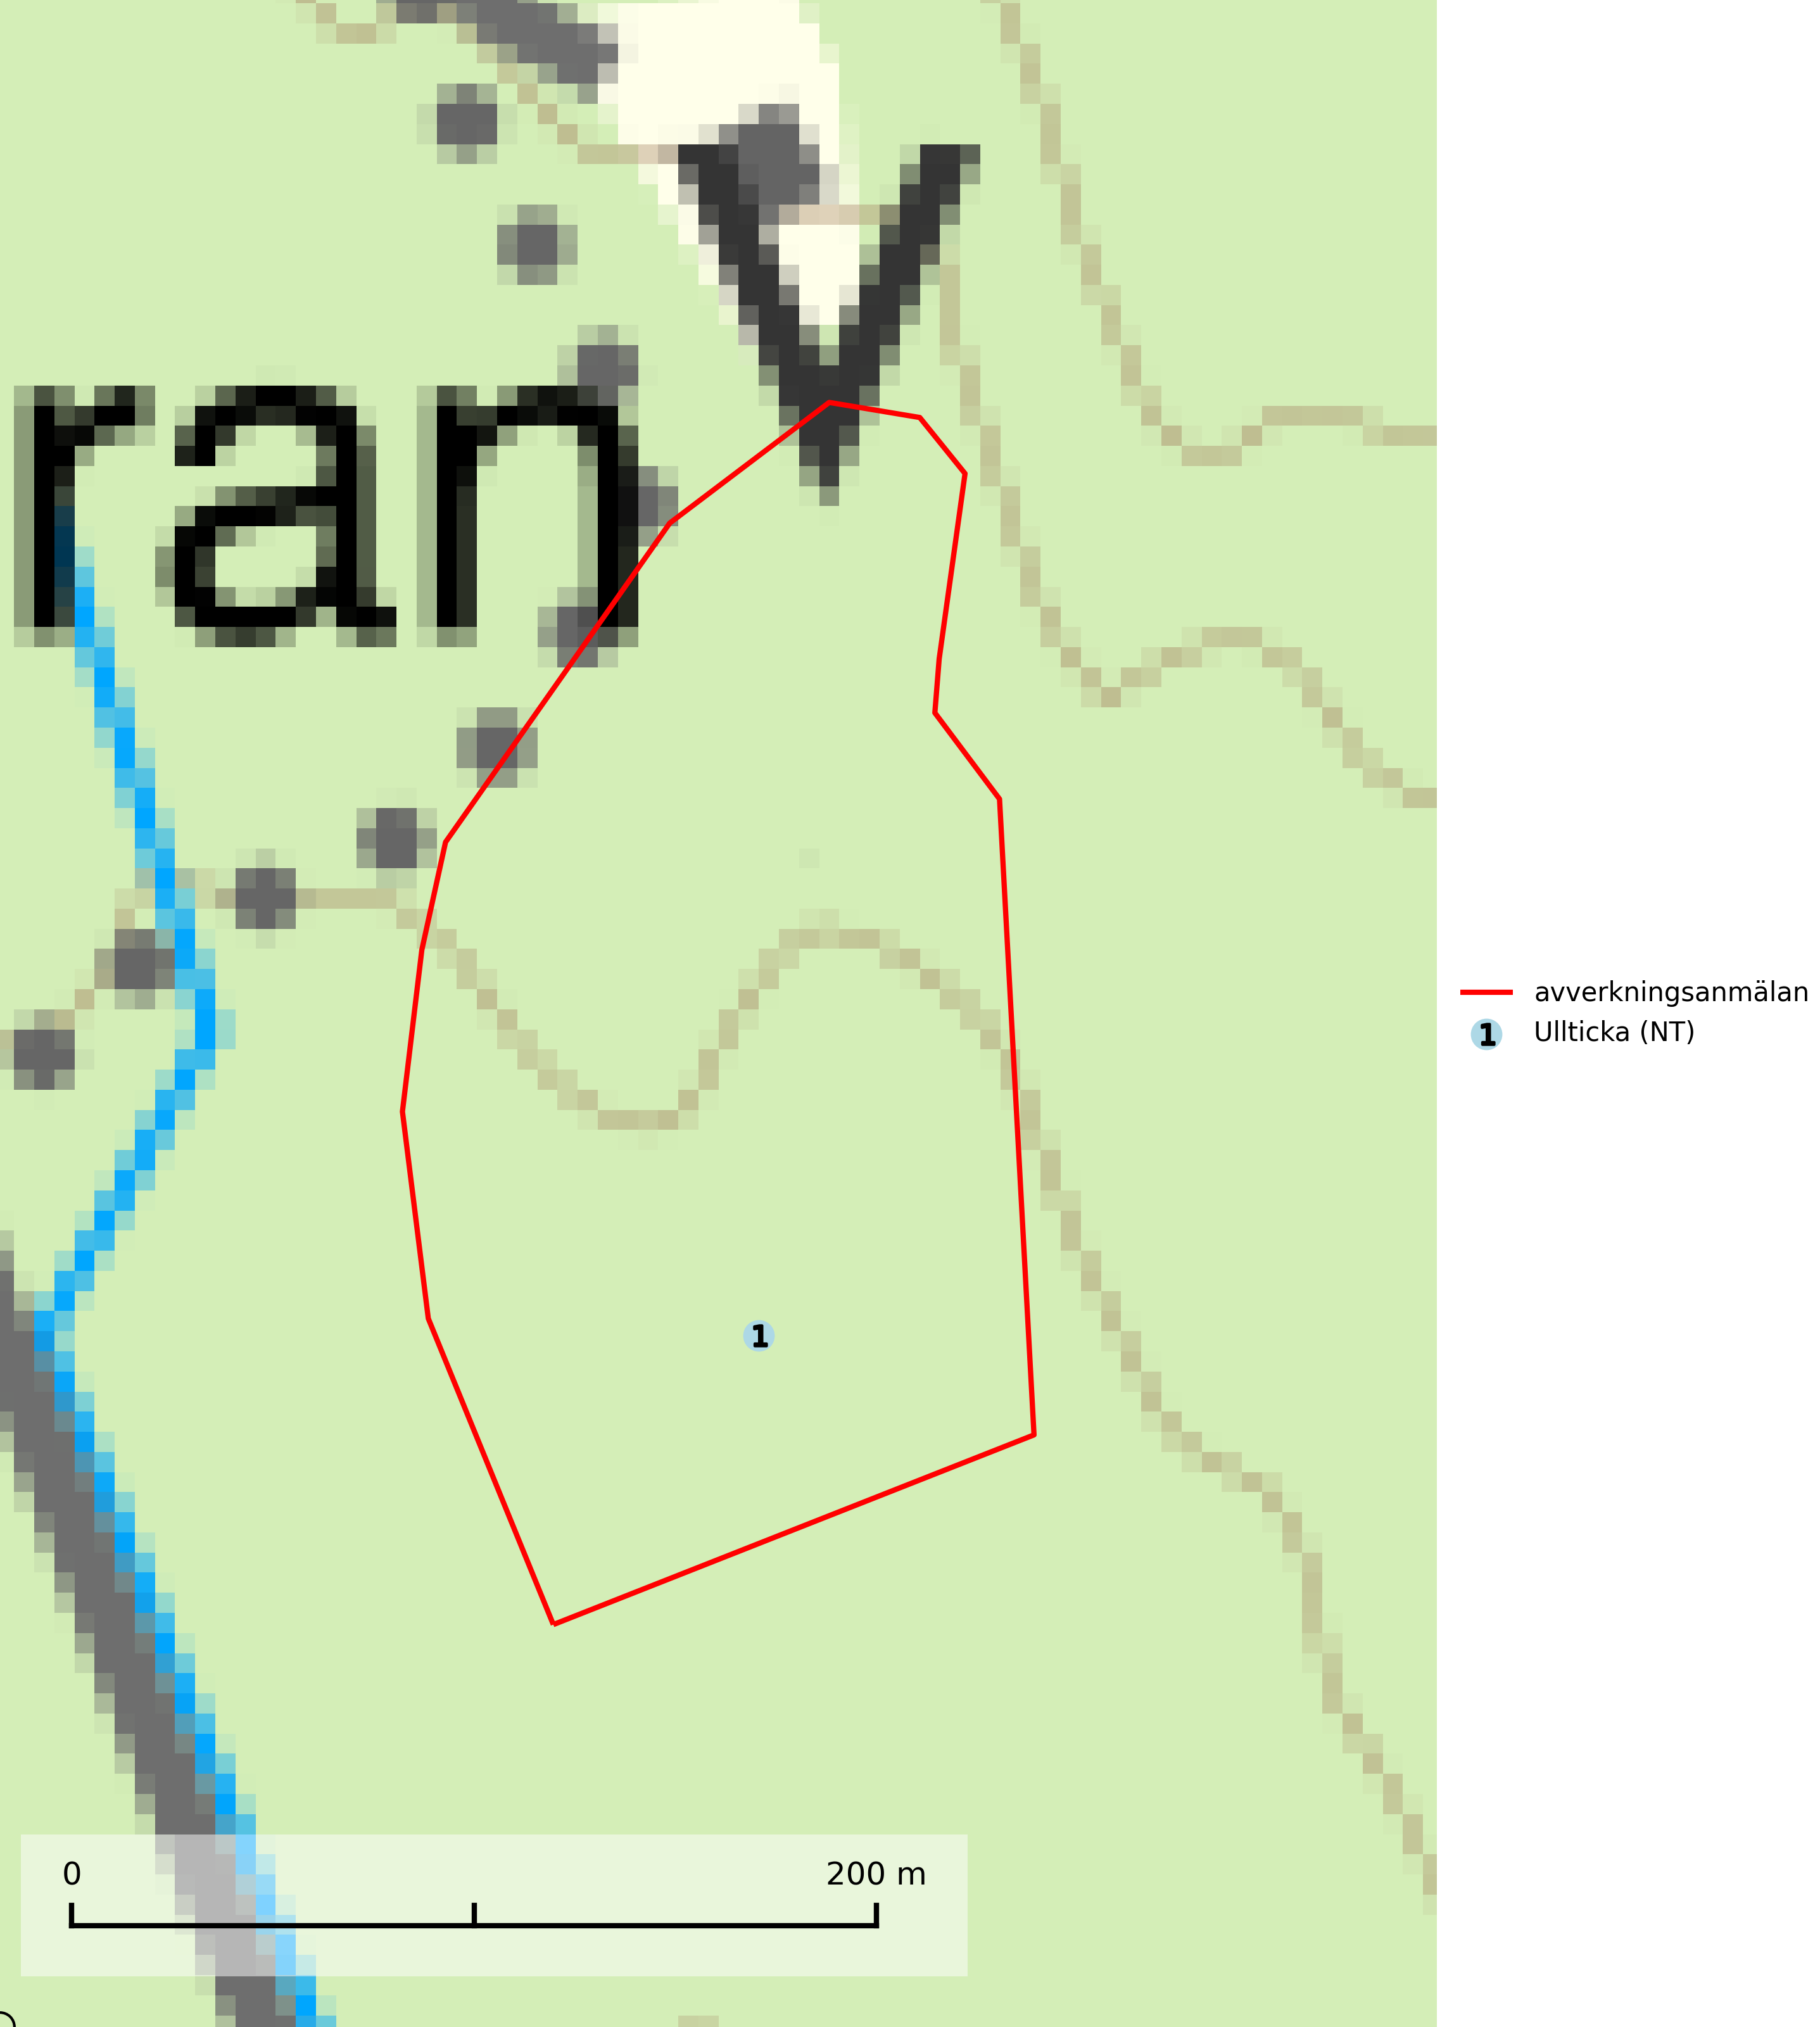 ran
avverkningsanmälan
1 Ullticka (NT)
1
0 200 m